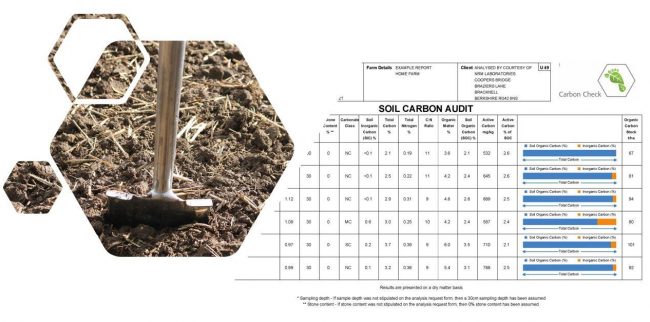 Farm Details EXAMPLE REPORT
HOME FARM
Client ANALYSED BY COURTESY OF
NRM LABORATORIES
COOPERS BRIDGE
BRAZIERS LANE
BRACKNELL
BERKSHIRE RG42 6NS
U 49
Carbon Check
SOIL CARBON AUDIT
Stone Content % ** Carbonate Class Soil Inorganic Carbon (SIC) % Total Carbon % Total Nitrogen % C:N Ratio Organic Matter % Soil Organic Carbon (SOC) % Active Carbon mg/kg Active Carbon % of SOC Organic Carbon Stock t/ha
0 NC <0.1 2.1 0.19 11 3.6 2.1 532 2.6 Soil Organic Carbon (%) Inorganic Carbon (%) 67
Total Carbon
30 0 NC <0.1 2.5 0.22 11 4.2 2.4 645 2.6 Soil Organic Carbon (%) Inorganic Carbon (%) 81
Total Carbon
1.12 30 0 NC <0.1 2.9 0.31 9 4.8 2.8 2.5 Soil Organic Carbon (%) Inorganic Carbon (%) 94
Total Carbon
30 0 MC 0.6 3.0 0.25 10 4.2 2.4 2.4 Soil Organic Carbon (%) Inorganic Carbon (%) 80
Total Carbon
0.97 30 0 SC 0.2 3.7 0.38 9 6.0 3.5 710 2.1 Soil Organic Carbon (%) Inorganic Carbon (%) 101
Total Carbon
30 0 NC 0.1 3.2 0.36 9 5.4 3.1 2.5 Soil Organic Carbon (%) Inorganic Carbon (%) 92
Total Carbon
Results are presented on a dry matter basis
* Sampling depth - If sample depth was not stipulated on the analysis request form, then a 30cm sampling depth has been assumed
** Stone content - If stone content was not stipulated on the analysis request form, then 0% stone content has been assumed